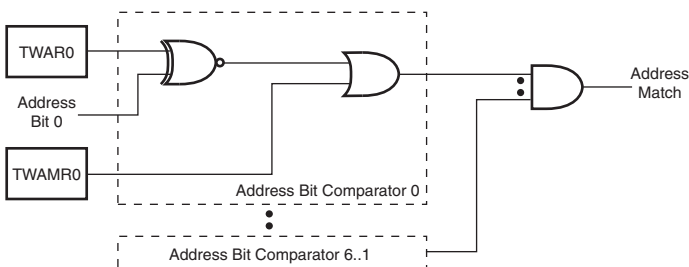 TWAR0
Address
Bit 0
TWAMR0
Address Bit Comparator 0
Address
Match
Address Bit Comparator 6..1